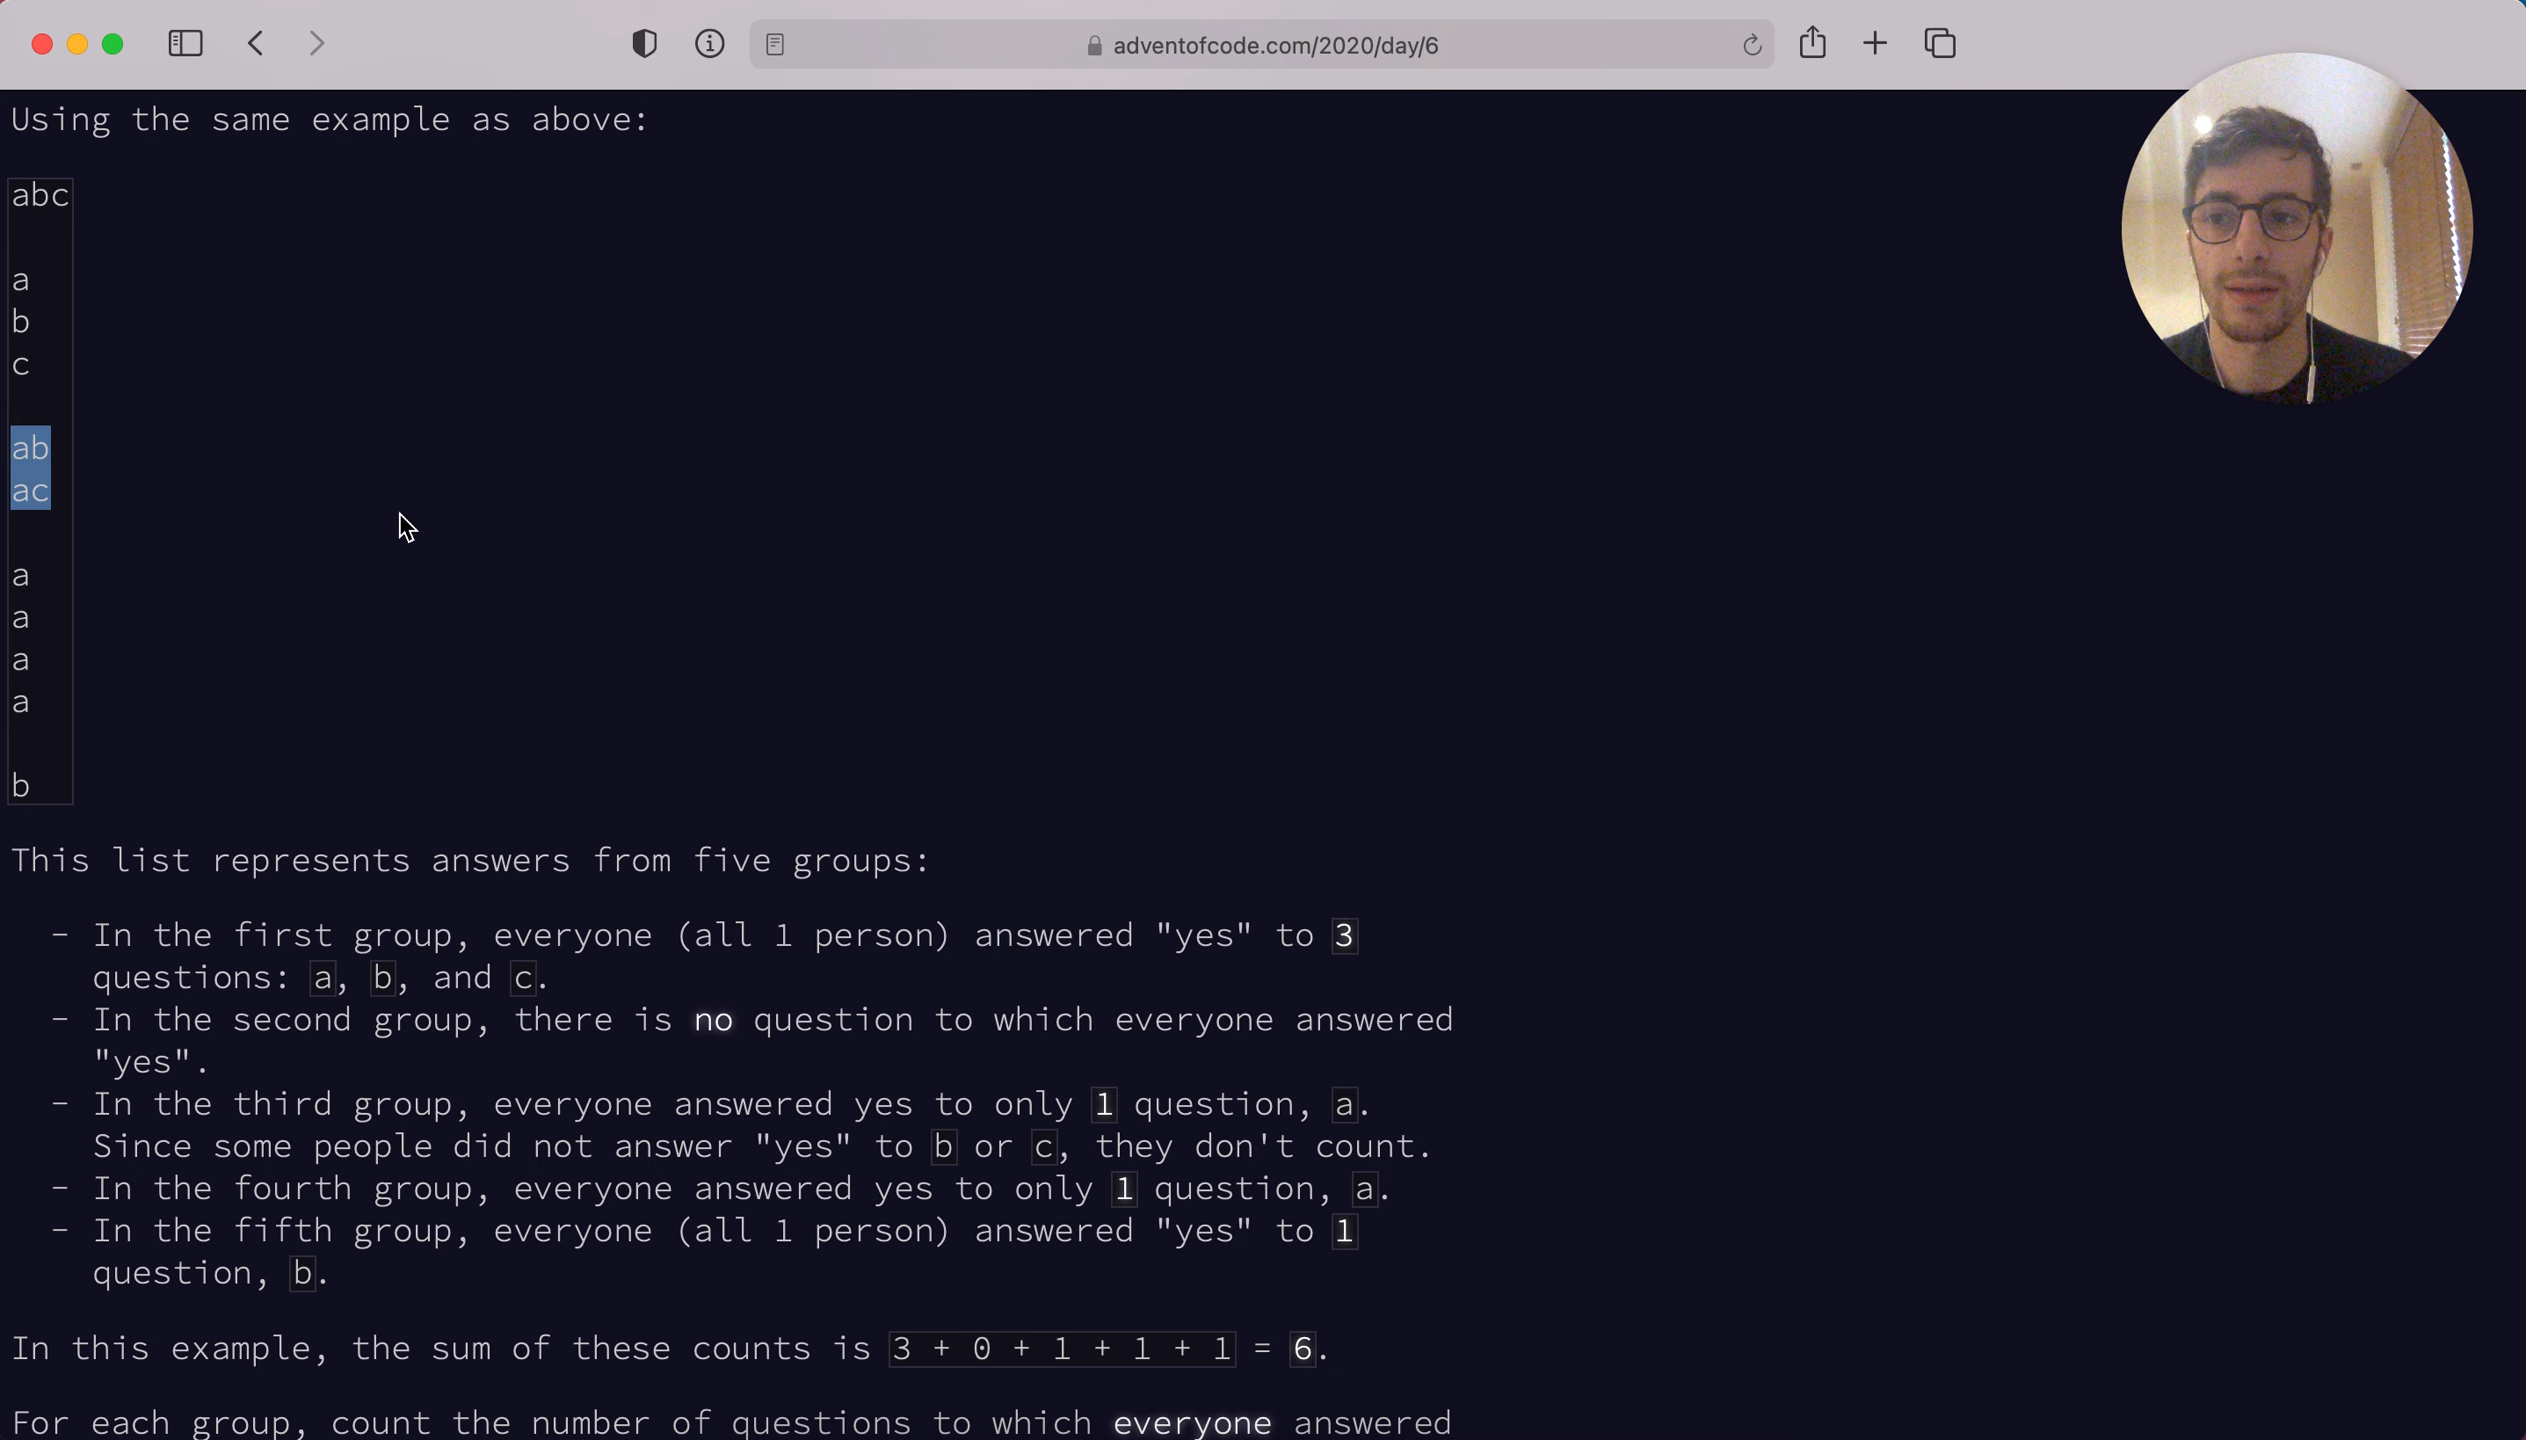 adventofcode.com/2020/day/6
Using the same example as above:
abc
a
b
c
ab
ac
a
a
a
a
b
This list represents answers from five groups:
- In the first group, everyone (all 1 person) answered "yes" to 3
questions: a, b, and c.
- In the second group, there is no question to which everyone answered
"yes".
- In the third group, everyone answered yes to only 1 question, a.
Since some people did not answer "yes" to b or c, they don't count.
- In the fourth group, everyone answered yes to only 1 question, a.
- In the fifth group, everyone (all 1 person) answered "yes" to 1
question, b.
In this example, the sum of these counts is 3 + 0 + 1 + 1 + 1 = 6.
For each group, count the number of questions to which everyone answered